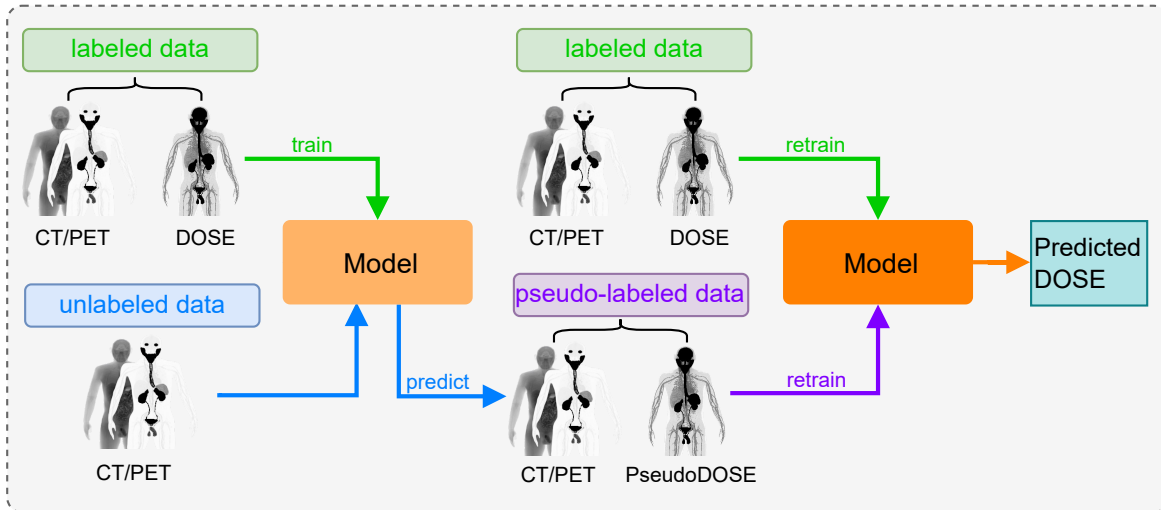 labeled data
labeled data
train
retrain
CT/PET
DOSE
CT/PET
DOSE
Model
Model
Predicted
DOSE
unlabeled data
pseudo-labeled data
predict
retrain
CT/PET
CT/PET
PseudoDOSE